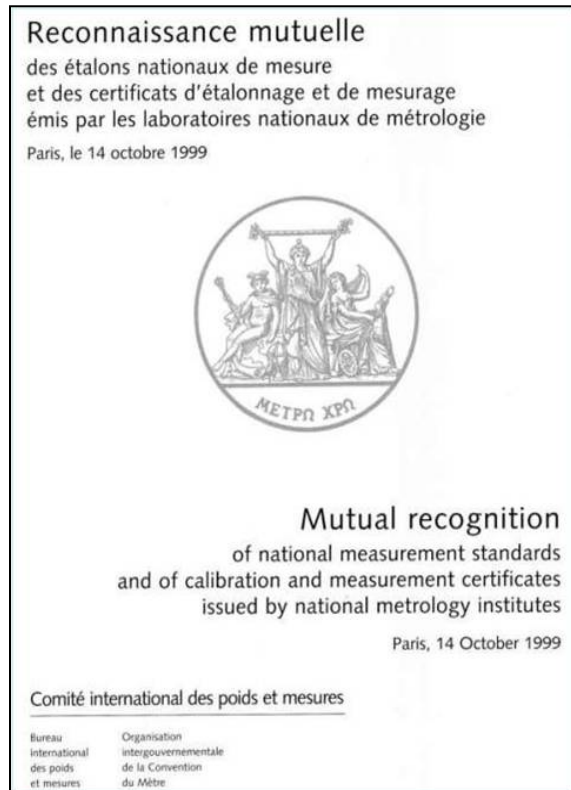 Reconnaissance mutuelle
des étalons nationaux de mesure
et des certificats d'étalonnage et de mesurage
émis par les laboratoires nationaux de métrologie
Paris, le 14 octobre 1999
ΜΕΤΡΩ ΧΡΩ
Mutual recognition
of national measurement standards
and of calibration and measurement certificates
issued by national metrology institutes
Paris, 14 October 1999
Comité international des poids et mesures
Bureau
international
des poids
et mesures
Organisation
intergouvernementale
de la Convention
du Mètre